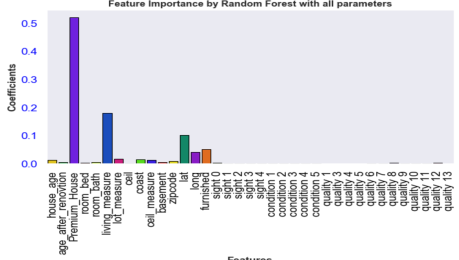 Feature Importance by Random Forest with all parameters
Coefficients
0.5
0.4
0.3
0.2
0.1
0.0
house_age
age_after_renovition
Premium_House
room_bed
room_bath
living_measure
lot_measure
ceil
coast
ceil_measure
basement
zipcode
lat
long
furnished
sight 0
sight 1
sight 2
sight 3
sight 4
condition 1
condition 2
condition 3
condition 4
condition 5
quality 1
quality 3
quality 4
quality 5
quality 6
quality 7
quality 8
quality 9
quality 10
quality 11
quality 12
quality 13
Features